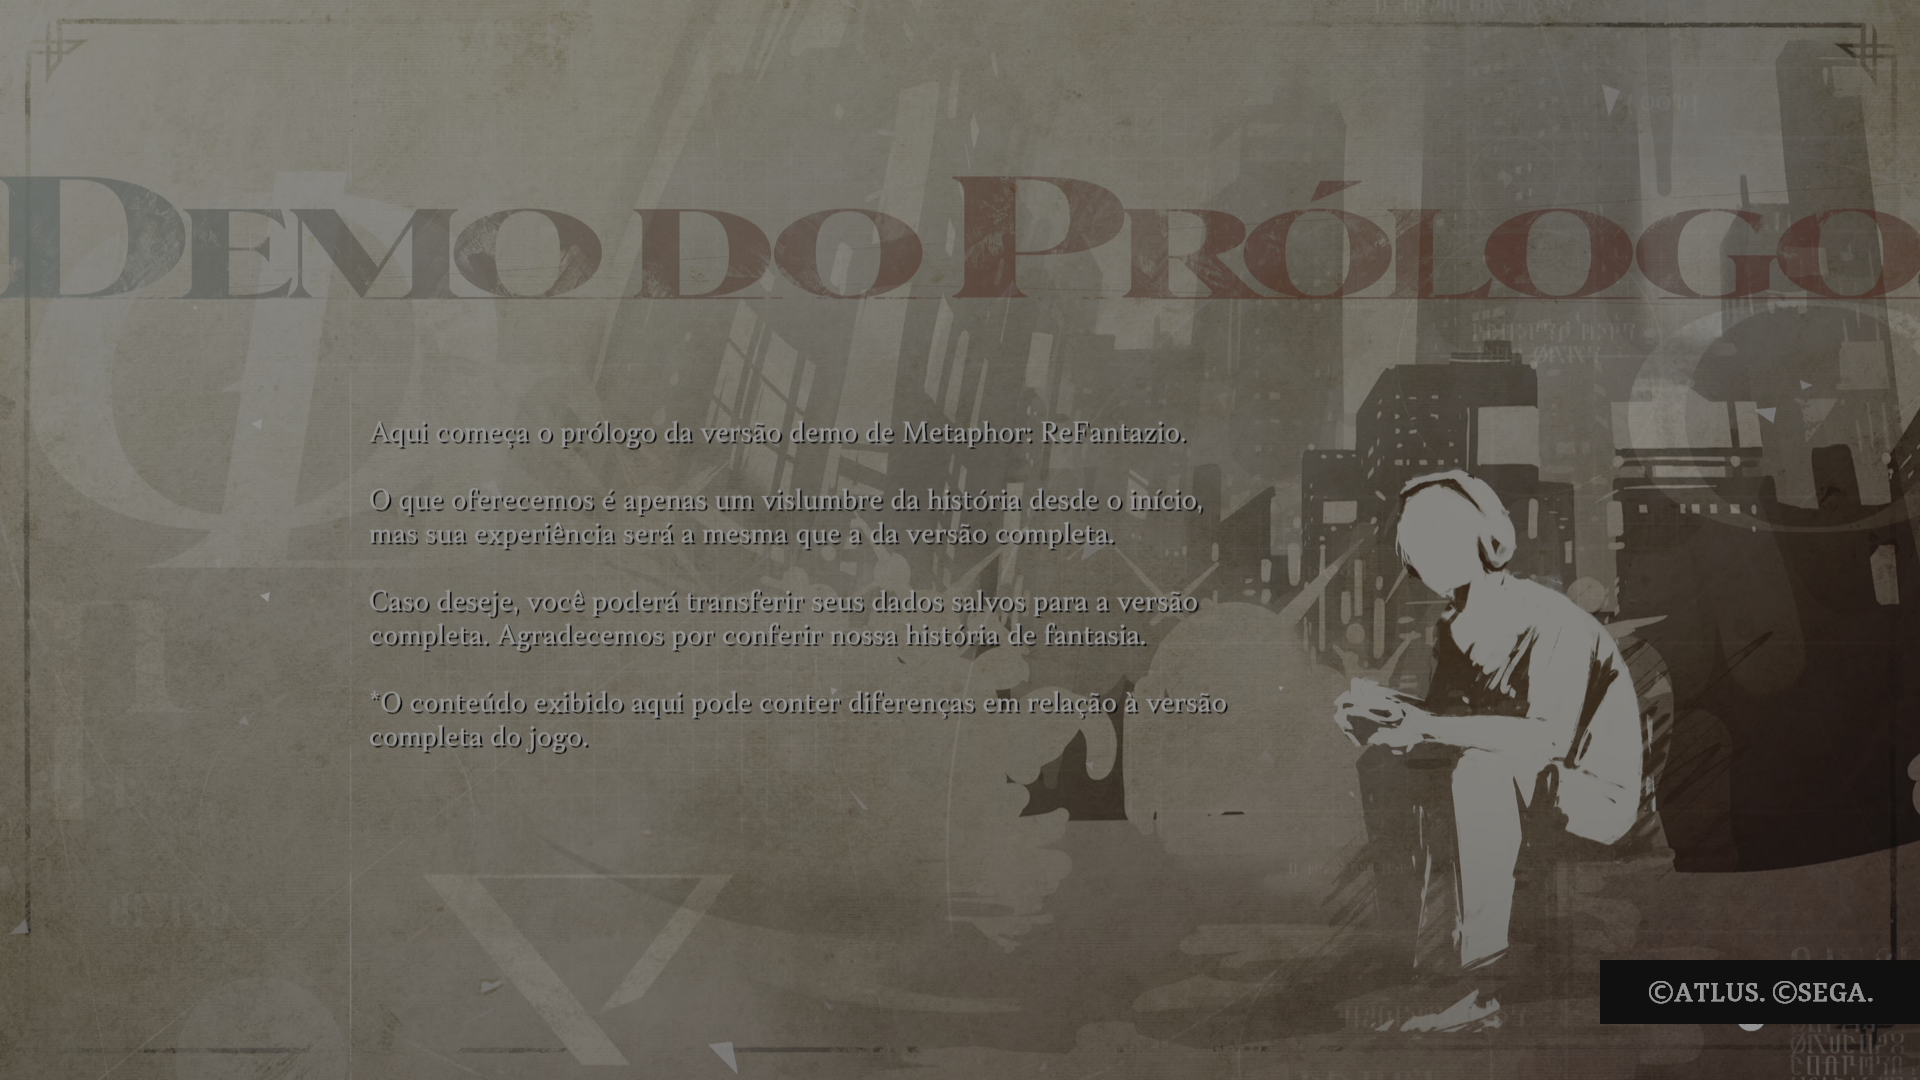 Demo do Prólogo
Aqui começa o prólogo da versão demo de Metaphor: ReFantazio.
O que oferecemos é apenas um vislumbre da história desde o início,
mas sua experiência será a mesma que a da versão completa.
Caso deseje, você poderá transferir seus dados salvos para a versão
completa. Agradecemos por conferir nossa história de fantasia.
*O conteúdo exibido aqui pode conter diferenças em relação à versão
completa do jogo.
©ATLUS. ©SEGA.